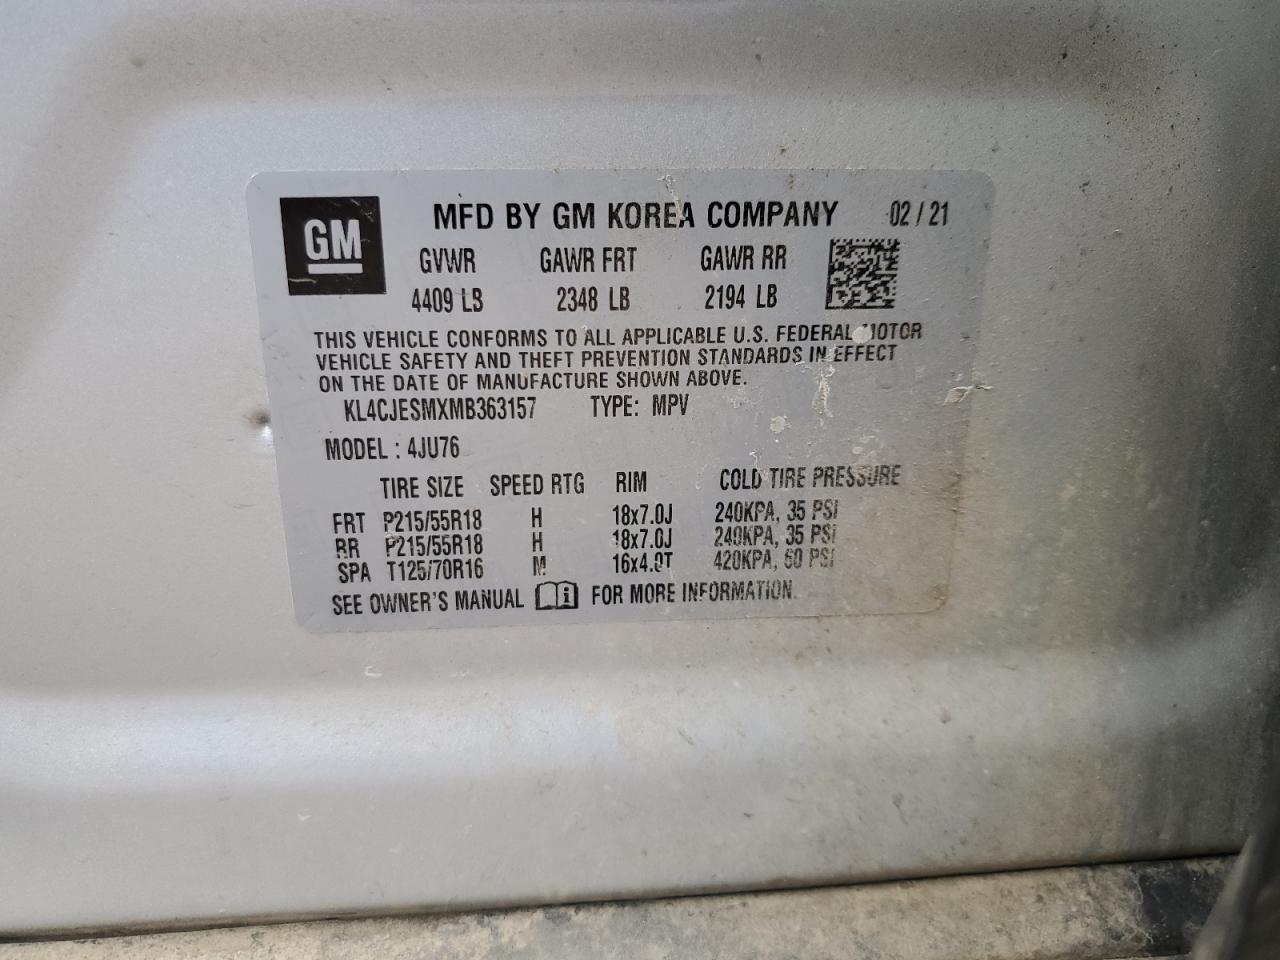 GM
MFD BY GM KOREA COMPANY 02 / 21
GVWR GAWR FRT GAWR RR
4409 LB 2348 LB 2194 LB
THIS VEHICLE CONFORMS TO ALL APPLICABLE U.S. FEDERAL MOTOR
VEHICLE SAFETY AND THEFT PREVENTION STANDARDS IN EFFECT
ON THE DATE OF MANUFACTURE SHOWN ABOVE.
KL4CJESMXMB363157 TYPE: MPV
MODEL : 4JU76
TIRE SIZE SPEED RTG RIM COLD TIRE PRESSURE
FRT P215/55R18 H 18x7.0J 240KPA, 35 PSI
RR P215/55R18 H 18x7.0J 240KPA, 35 PSI
SPA T125/70R16 M 16x4.0T 420KPA, 60 PSI
SEE OWNER'S MANUAL i FOR MORE INFORMATION.